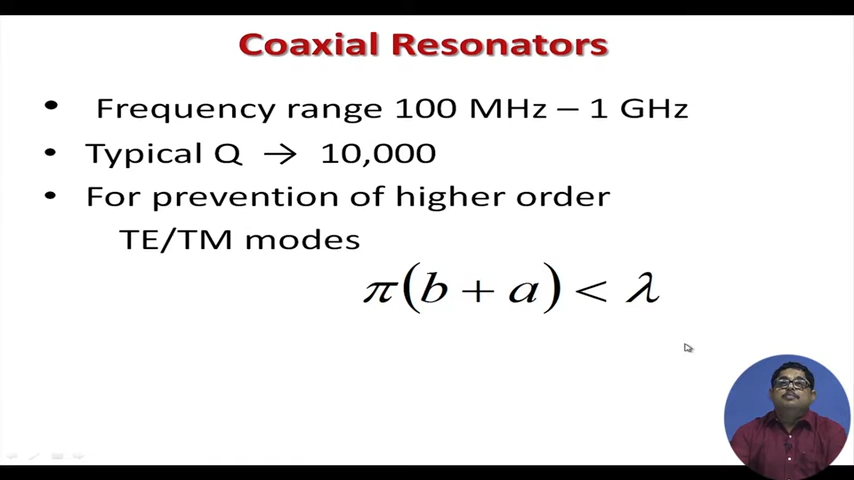 Coaxial Resonators
• Frequency range 100 MHz – 1 GHz
• Typical Q → 10,000
• For prevention of higher order
TE/TM modes
π(b + a) < λ